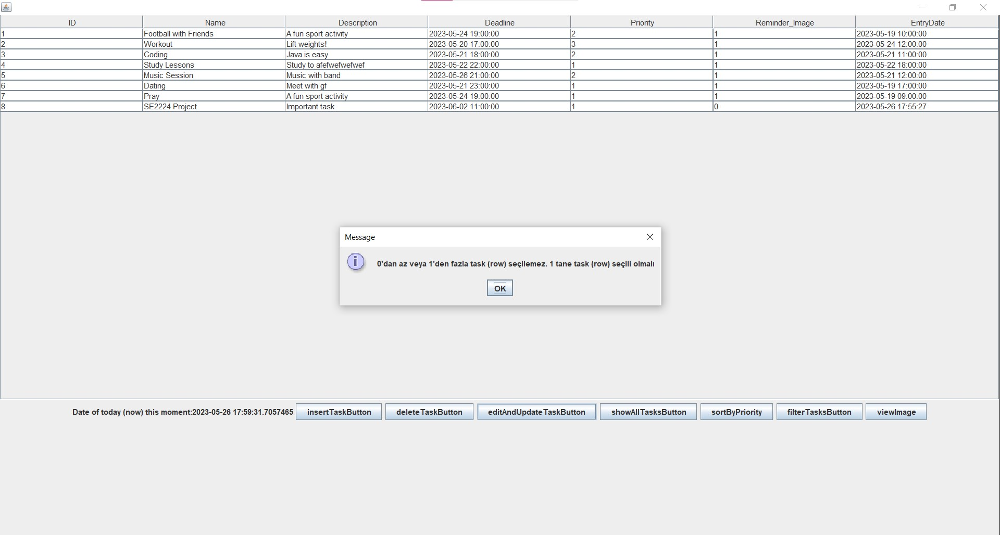 ID Name Description Deadline Priority Reminder_Image EntryDate
1 Football with Friends A fun sport activity 2023-05-24 19:00:00 2 1 2023-05-19 10:00:00
2 Workout Lift weights! 2023-05-20 17:00:00 3 1 2023-05-24 12:00:00
3 Coding Java is easy 2023-05-21 18:00:00 2 1 2023-05-21 11:00:00
4 Study Lessons Study to afefwefwefwef 2023-05-22 22:00:00 1 1 2023-05-22 18:00:00
5 Music Session Music with band 2023-05-26 21:00:00 2 1 2023-05-21 12:00:00
6 Dating Meet with gf 2023-05-21 23:00:00 1 1 2023-05-19 17:00:00
7 Pray A fun sport activity 2023-05-24 19:00:00 1 1 2023-05-19 09:00:00
8 SE2224 Project Important task 2023-06-02 11:00:00 1 0 2023-05-26 17:55:27
Message
0'dan az veya 1'den fazla task (row) seçilemez. 1 tane task (row) seçili olmalı
OK
Date of today (now) this moment:2023-05-26 17:59:31.7057465 insertTaskButton deleteTaskButton editAndUpdateTaskButton showAllTasksButton sortByPriority filterTasksButton viewImage